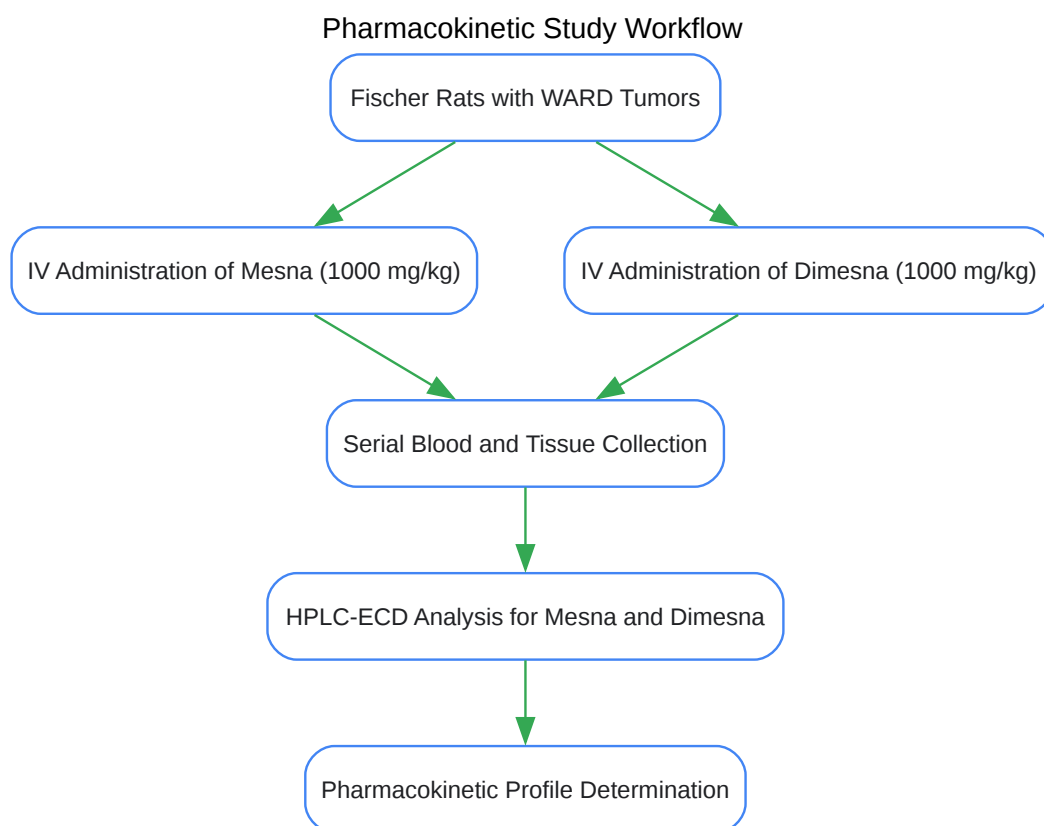 Pharmacokinetic Study Workflow
Fischer Rats with WARD Tumors
IV Administration of Mesna (1000 mg/kg)
IV Administration of Dimesna (1000 mg/kg)
Serial Blood and Tissue Collection
HPLC-ECD Analysis for Mesna and Dimesna
Pharmacokinetic Profile Determination